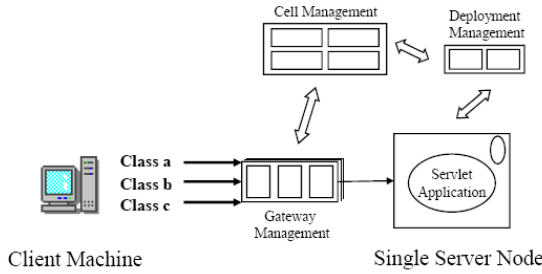 Cell Management
Deployment
Management
Class a
Class b
Class c
Servlet
Application
Gateway
Management
Client Machine
Single Server Node